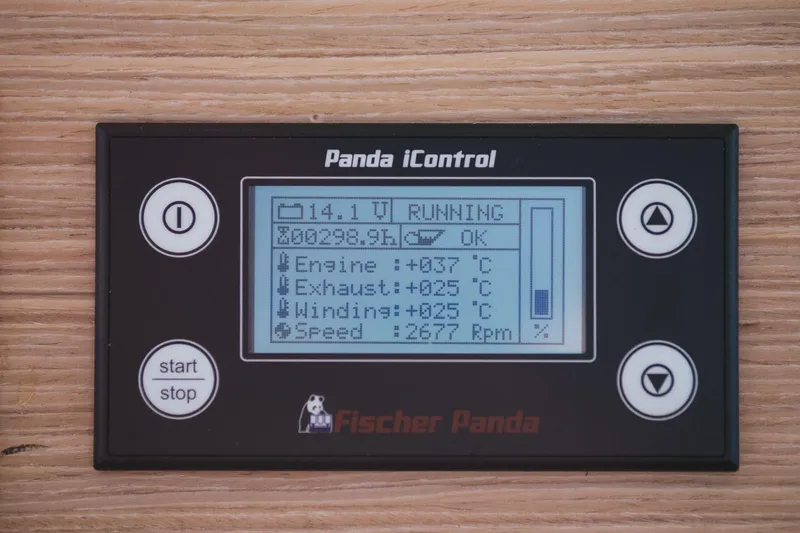 Panda iControl
14.1 V RUNNING
00298.9h OK
Engine :+037 °C
Exhaust:+025 °C
Winding:+025 °C
Speed :2677 Rpm
%
start
stop
Fischer Panda